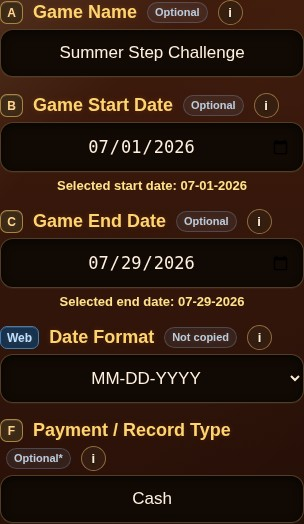 A Game Name Optional i
Summer Step Challenge
B Game Start Date Optional i
07/01/2026
Selected start date: 07-01-2026
C Game End Date Optional i
07/29/2026
Selected end date: 07-29-2026
Web Date Format Not copied i
MM-DD-YYYY
F Payment / Record Type
Optional* i
Cash